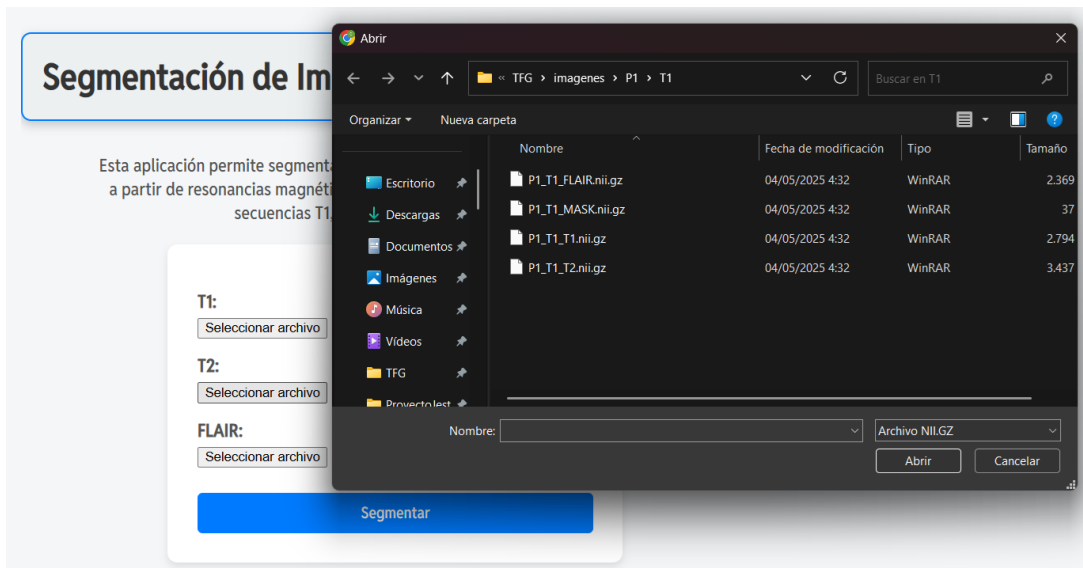 Segmentación de Im
Esta aplicación permite segment
a partir de resonancias magnéti
secuencias T1,
T1:
Seleccionar archivo
T2:
Seleccionar archivo
FLAIR:
Seleccionar archivo
Segmentar
Abrir
« TFG › imagenes › P1 › T1
Buscar en T1
Organizar
Nueva carpeta
Nombre Fecha de modificación Tipo Tamaño
Escritorio
Descargas
Documentos
Imágenes
Música
Vídeos
TFG
ProyectoTest
P1_T1_FLAIR.nii.gz 04/05/2025 4:32 WinRAR 2.369
P1_T1_MASK.nii.gz 04/05/2025 4:32 WinRAR 37
P1_T1_T1.nii.gz 04/05/2025 4:32 WinRAR 2.794
P1_T1_T2.nii.gz 04/05/2025 4:32 WinRAR 3.437
Nombre:
Archivo NII.GZ
Abrir Cancelar